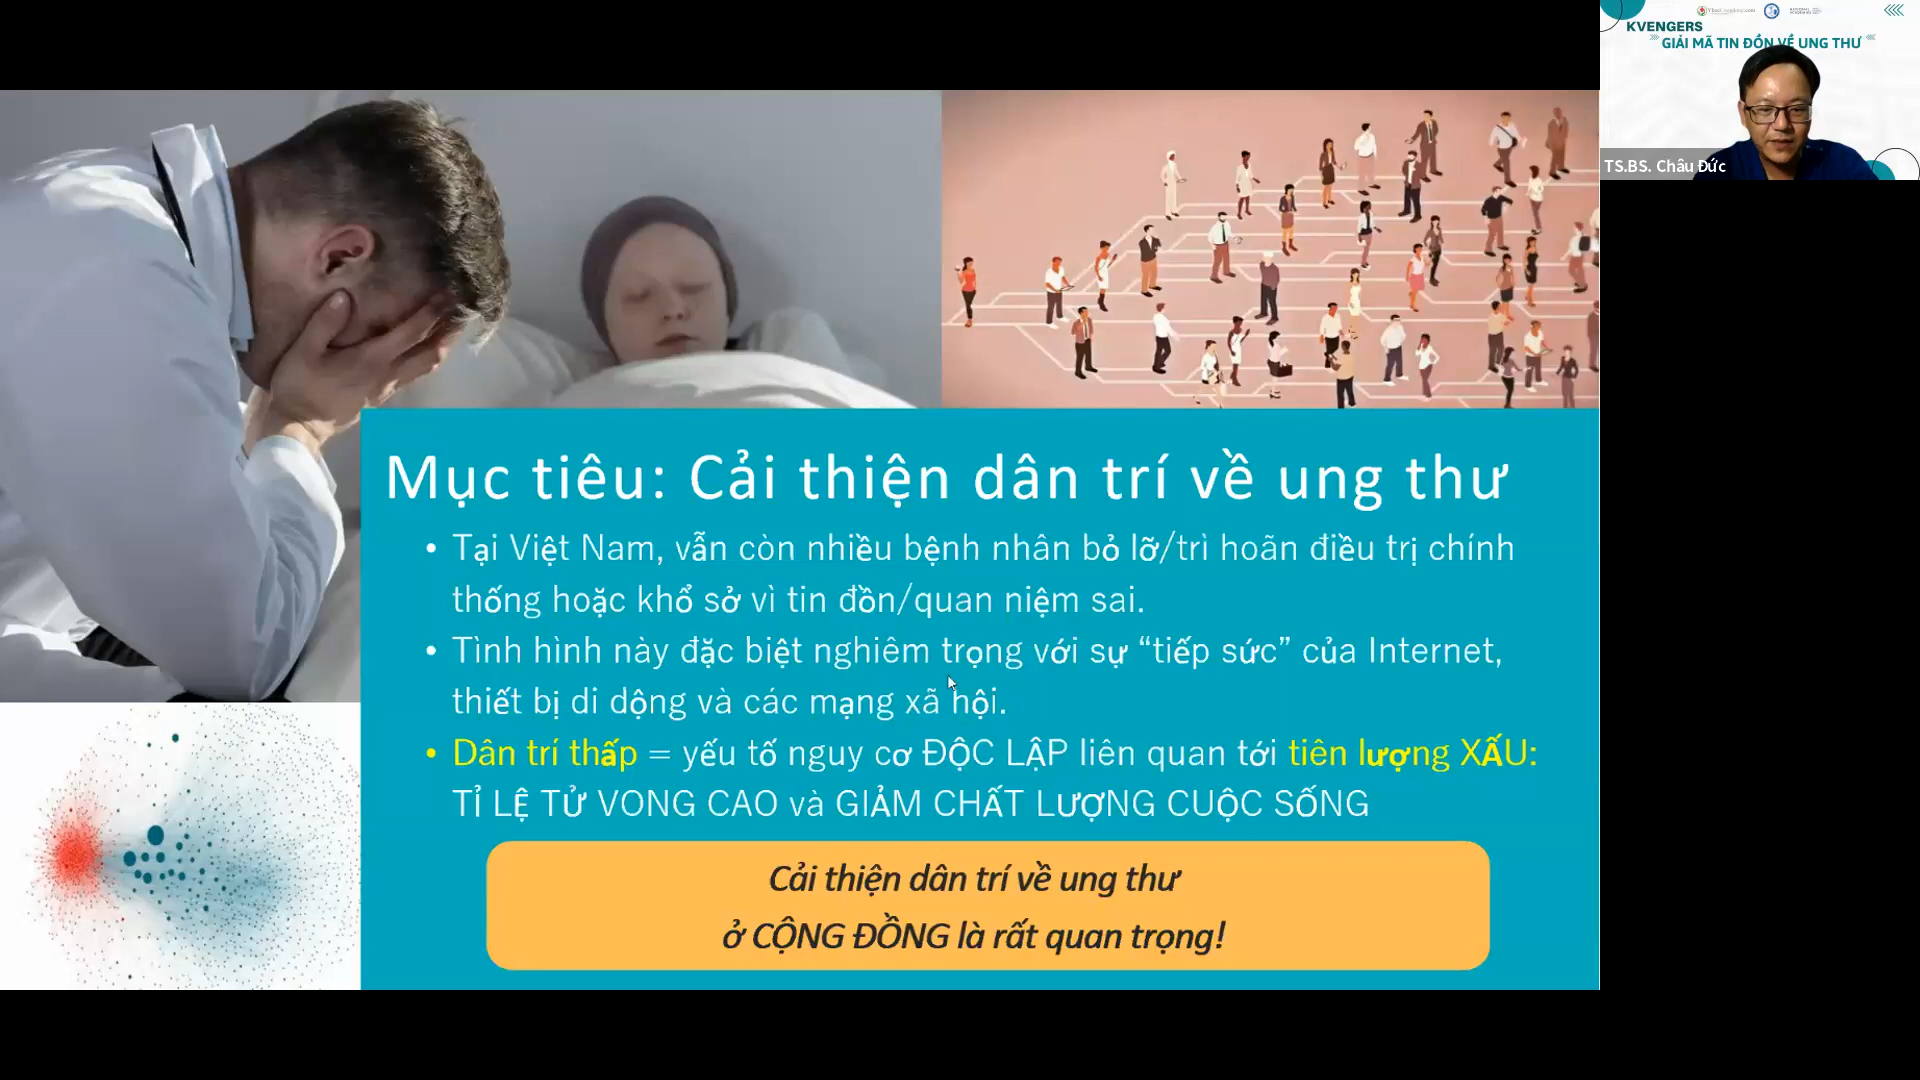 KVENGERS
GIẢI MÃ TIN ĐỒN VỀ UNG THƯ
TS.BS. Châu Đức
Mục tiêu: Cải thiện dân trí về ung thư
• Tại Việt Nam, vẫn còn nhiều bệnh nhân bỏ lỡ/trì hoãn điều trị chính
thống hoặc khổ sở vì tin đồn/quan niệm sai.
• Tình hình này đặc biệt nghiêm trọng với sự “tiếp sức” của Internet,
thiết bị di dộng và các mạng xã hội.
• Dân trí thấp = yếu tố nguy cơ ĐỘC LẬP liên quan tới tiên lượng XẤU:
TỈ LỆ TỬ VONG CAO và GIẢM CHẤT LƯỢNG CUỘC SỐNG
Cải thiện dân trí về ung thư
ở CỘNG ĐỒNG là rất quan trọng!